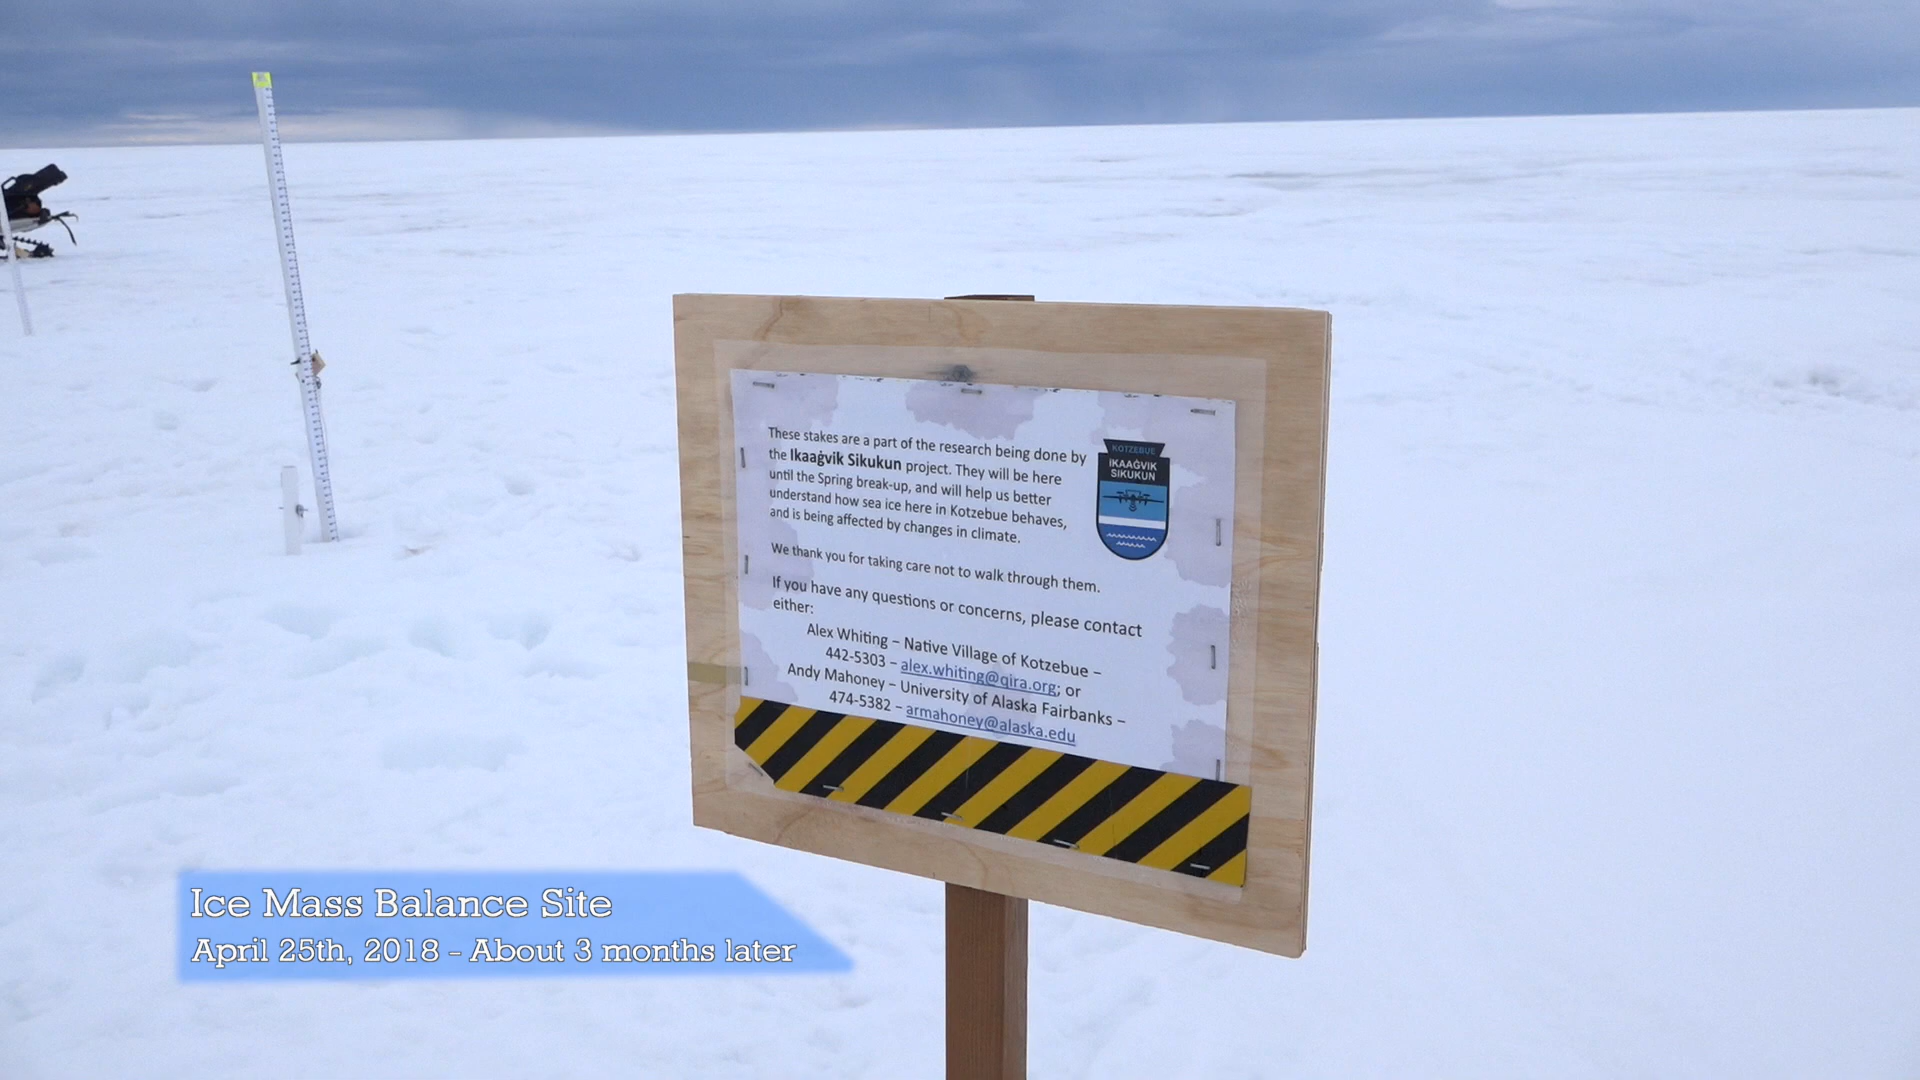 These stakes are a part of the research being done by
the Ikaaġvik Sikukun project. They will be here
until the Spring break-up, and will help us better
understand how sea ice here in Kotzebue behaves,
and is being affected by changes in climate.
KOTZEBUE
IKAAĠVIK
SIKUKUN
We thank you for taking care not to walk through them.
If you have any questions or concerns, please contact
either:
Alex Whiting – Native Village of Kotzebue –
442-5303 – alex.whiting@qira.org; or
Andy Mahoney – University of Alaska Fairbanks –
474-5382 – armahoney@alaska.edu
Ice Mass Balance Site
April 25th, 2018 - About 3 months later